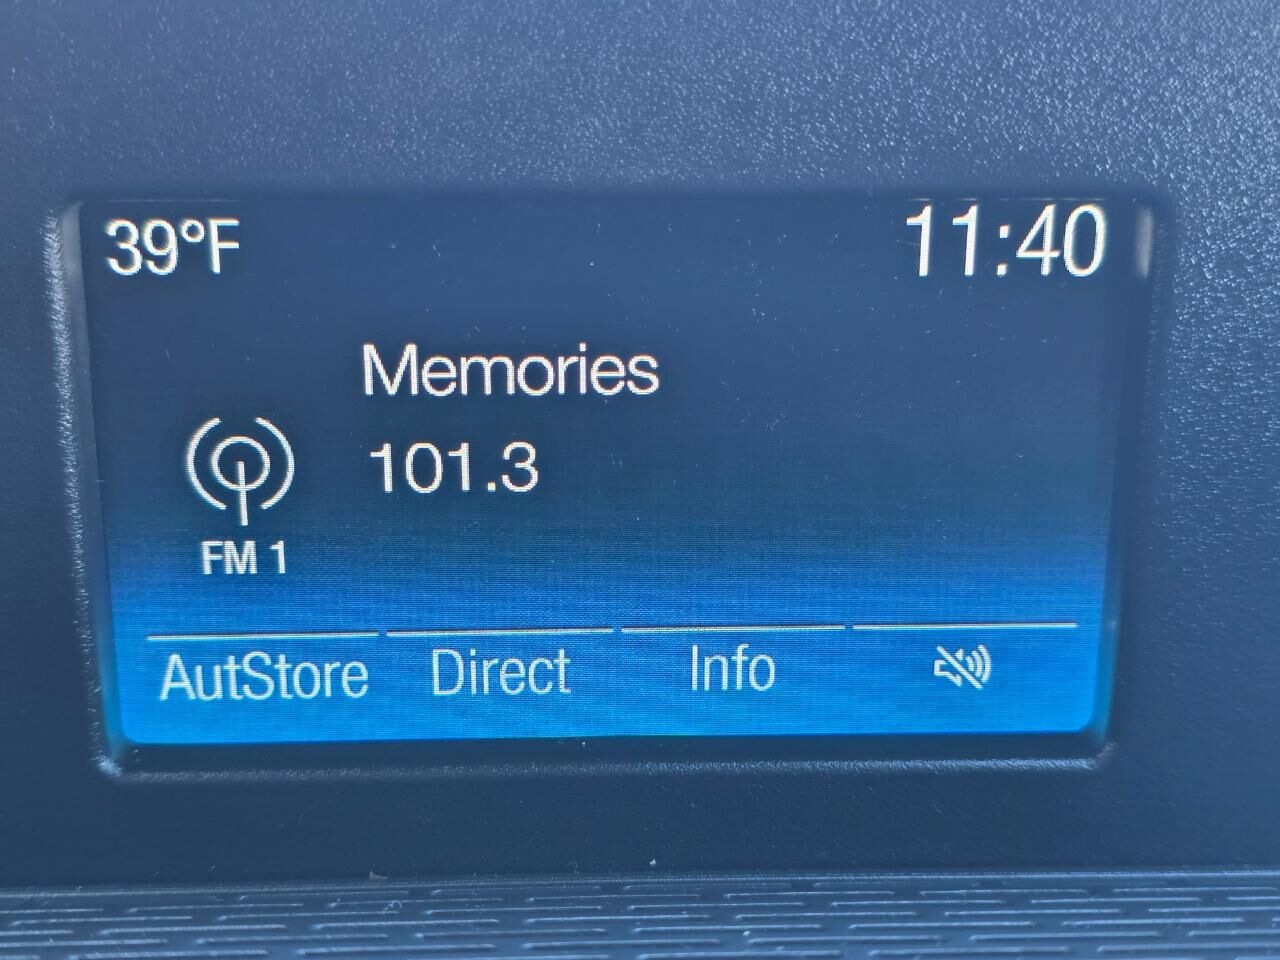 39°F 11:40
Memories
101.3
FM 1
AutStore Direct Info